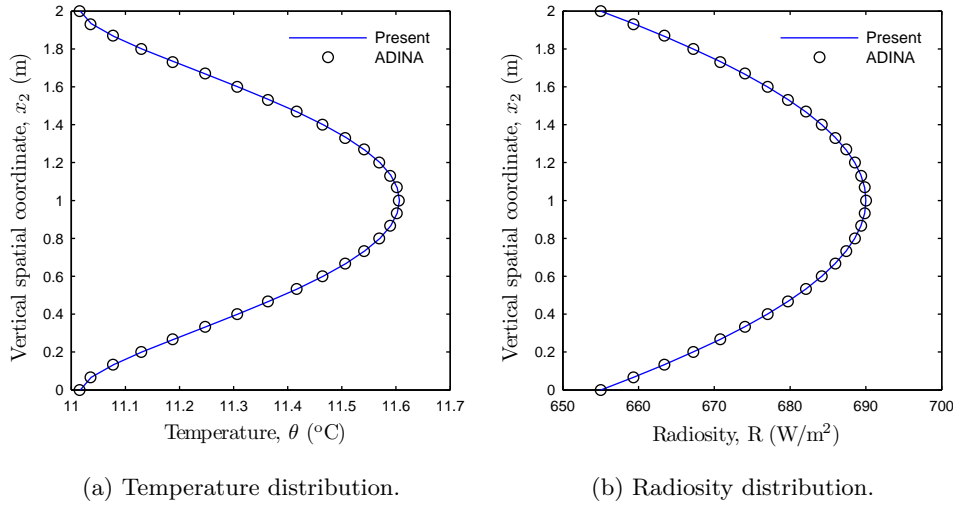 2
1.8
1.6
1.4
1.2
1
0.8
0.6
0.4
0.2
0
11 11.1 11.2 11.3 11.4 11.5 11.6 11.7
Vertical spatial coordinate, x₂ (m)
Temperature, θ (°C)
Present
ADINA
(a) Temperature distribution.
2
1.8
1.6
1.4
1.2
1
0.8
0.6
0.4
0.2
0
650 660 670 680 690 700
Vertical spatial coordinate, x₂ (m)
Radiosity, R (W/m²)
Present
ADINA
(b) Radiosity distribution.